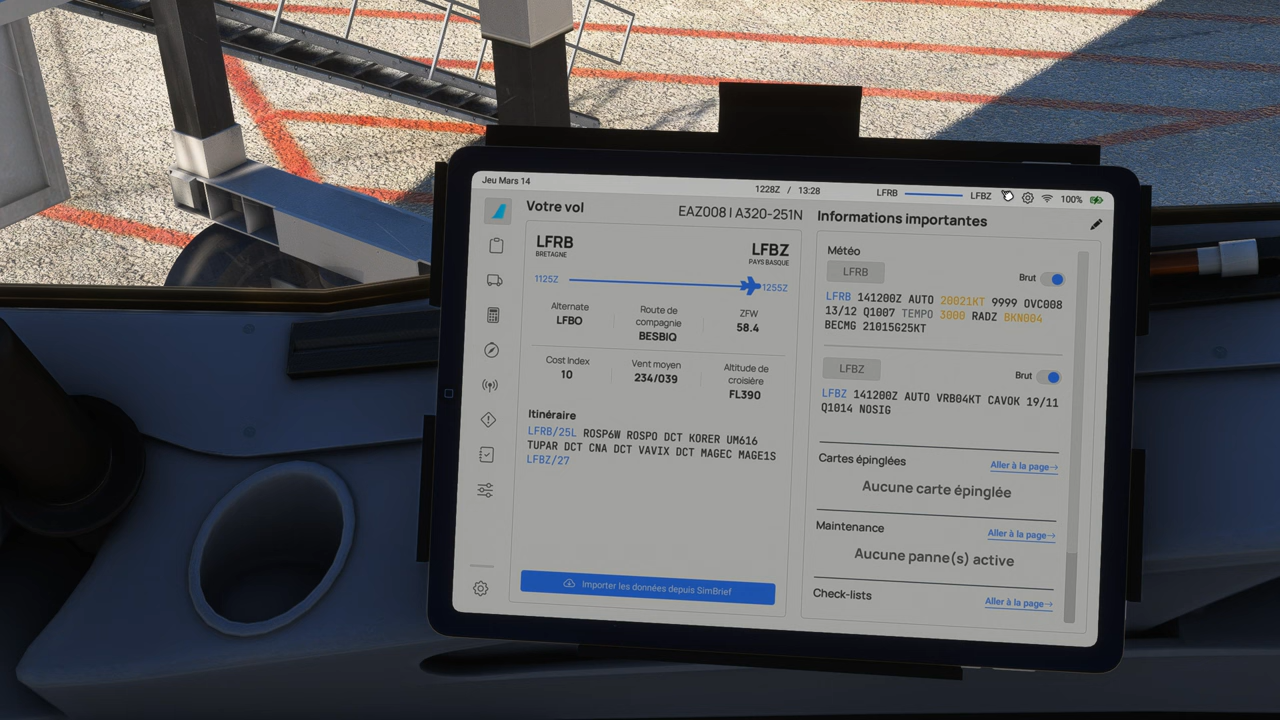 Jeu Mars 14
1228Z / 13:28
LFRB LFBZ
100%
Votre vol
EAZ008 | A320-251N
LFRB
BRETAGNE
LFBZ
PAYS BASQUE
1125Z
1255Z
Alternate
LFBO
Route de
compagnie
BESBIQ
ZFW
58.4
Cost Index
10
Vent moyen
234/039
Altitude de
croisière
FL390
Itinéraire
LFRB/25L ROSP6W ROSPO DCT KORER UM616
TUPAR DCT CNA DCT VAVIX DCT MAGEC MAGE1S
LFBZ/27
Importer les données depuis SimBrief
Informations importantes
Météo
LFRB
Brut
LFRB 141200Z AUTO 20021KT 9999 OVC008
13/12 Q1007 TEMPO 3000 RADZ BKN004
BECMG 21015G25KT
LFBZ
Brut
LFBZ 141200Z AUTO VRB04KT CAVOK 19/11
Q1014 NOSIG
Cartes épinglées
Aller à la page→
Aucune carte épinglée
Maintenance
Aller à la page→
Aucune panne(s) active
Check-lists
Aller à la page→